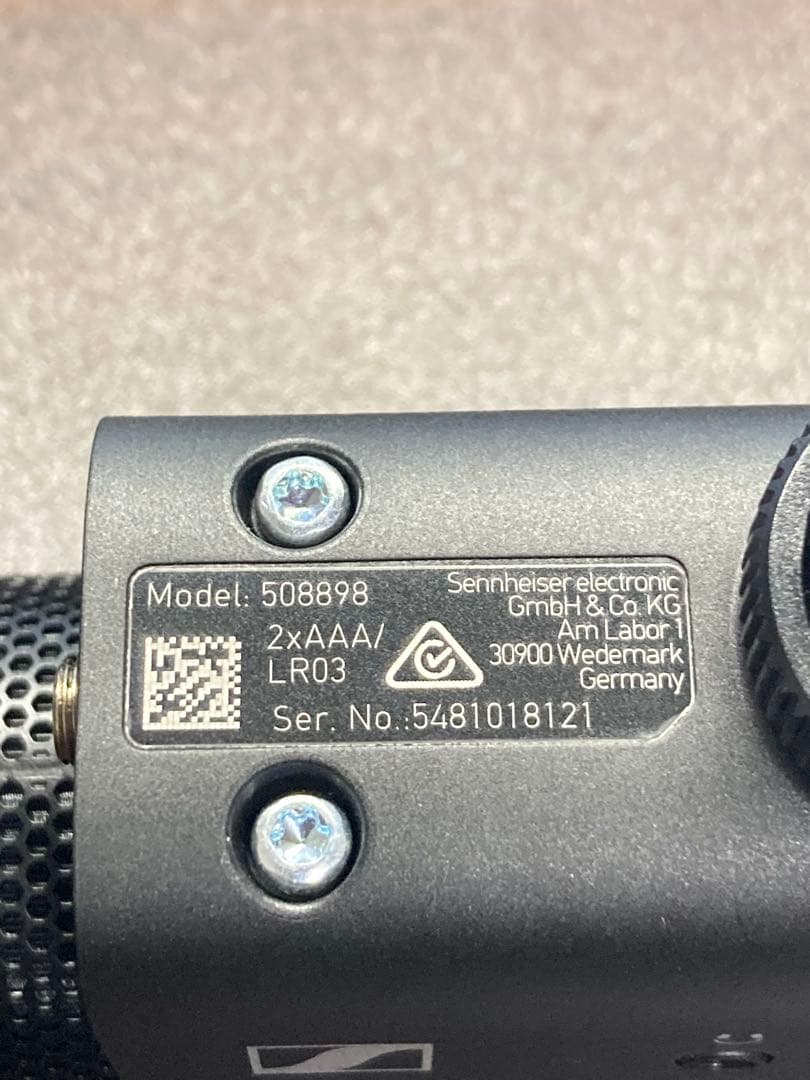 Model: 508898
2xAAA/
LR03
Ser. No.:5481018121
Sennheiser electronic
GmbH & Co. KG
Am Labor 1
30900 Wedemark
Germany